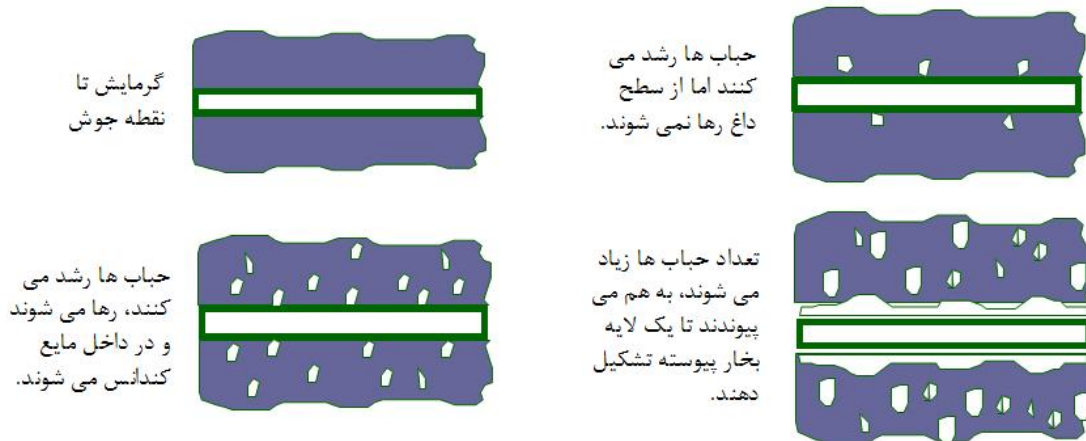 گرمایش تا
نقطه جوش
حباب ها رشد می
کنند اما از سطح
داغ رها نمی شوند.
حباب ها رشد می
کنند، رها می شوند
و در داخل مایع
کندانس می شوند.
تعداد حباب ها زیاد
می شوند، به هم می
پیوندند تا یک لایه
بخار پیوسته تشکیل
دهند.